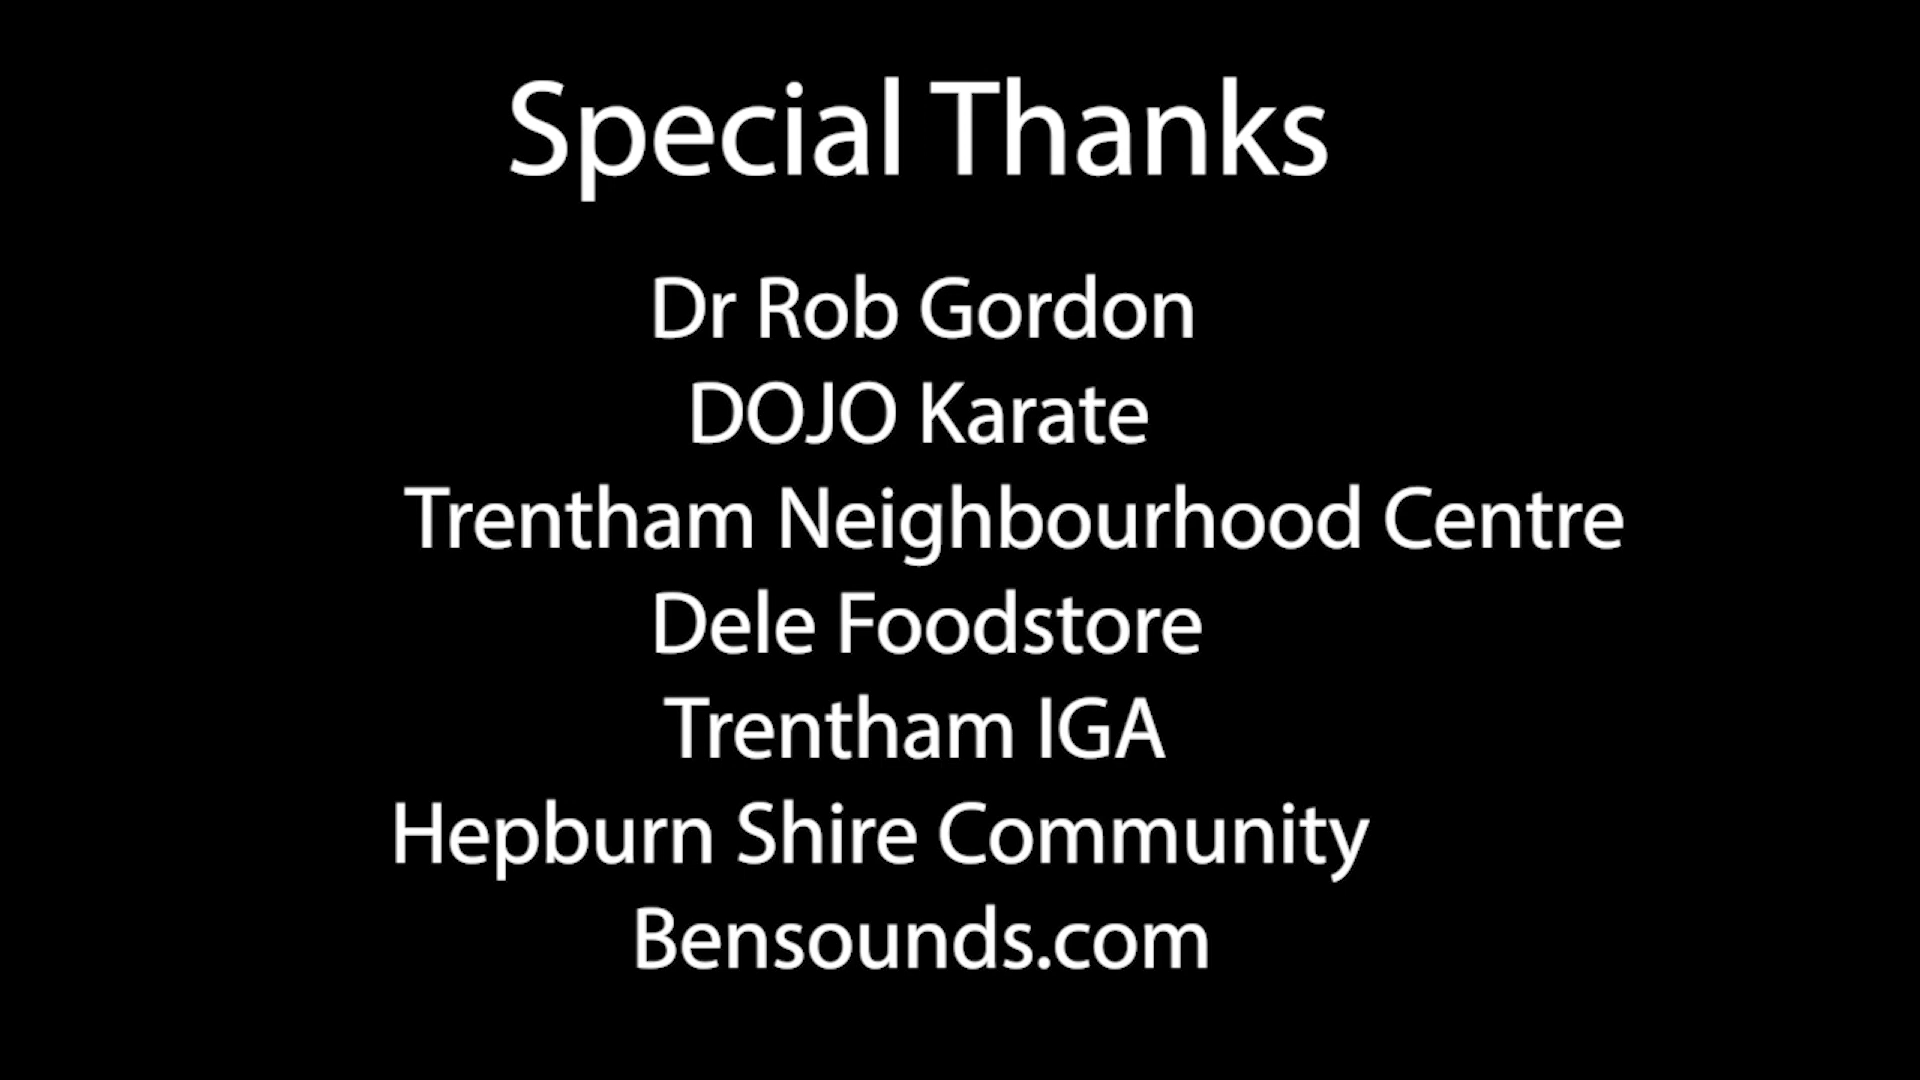 Special Thanks
Dr Rob Gordon
DOJO Karate
Trentham Neighbourhood Centre
Dele Foodstore
Trentham IGA
Hepburn Shire Community
Bensounds.com